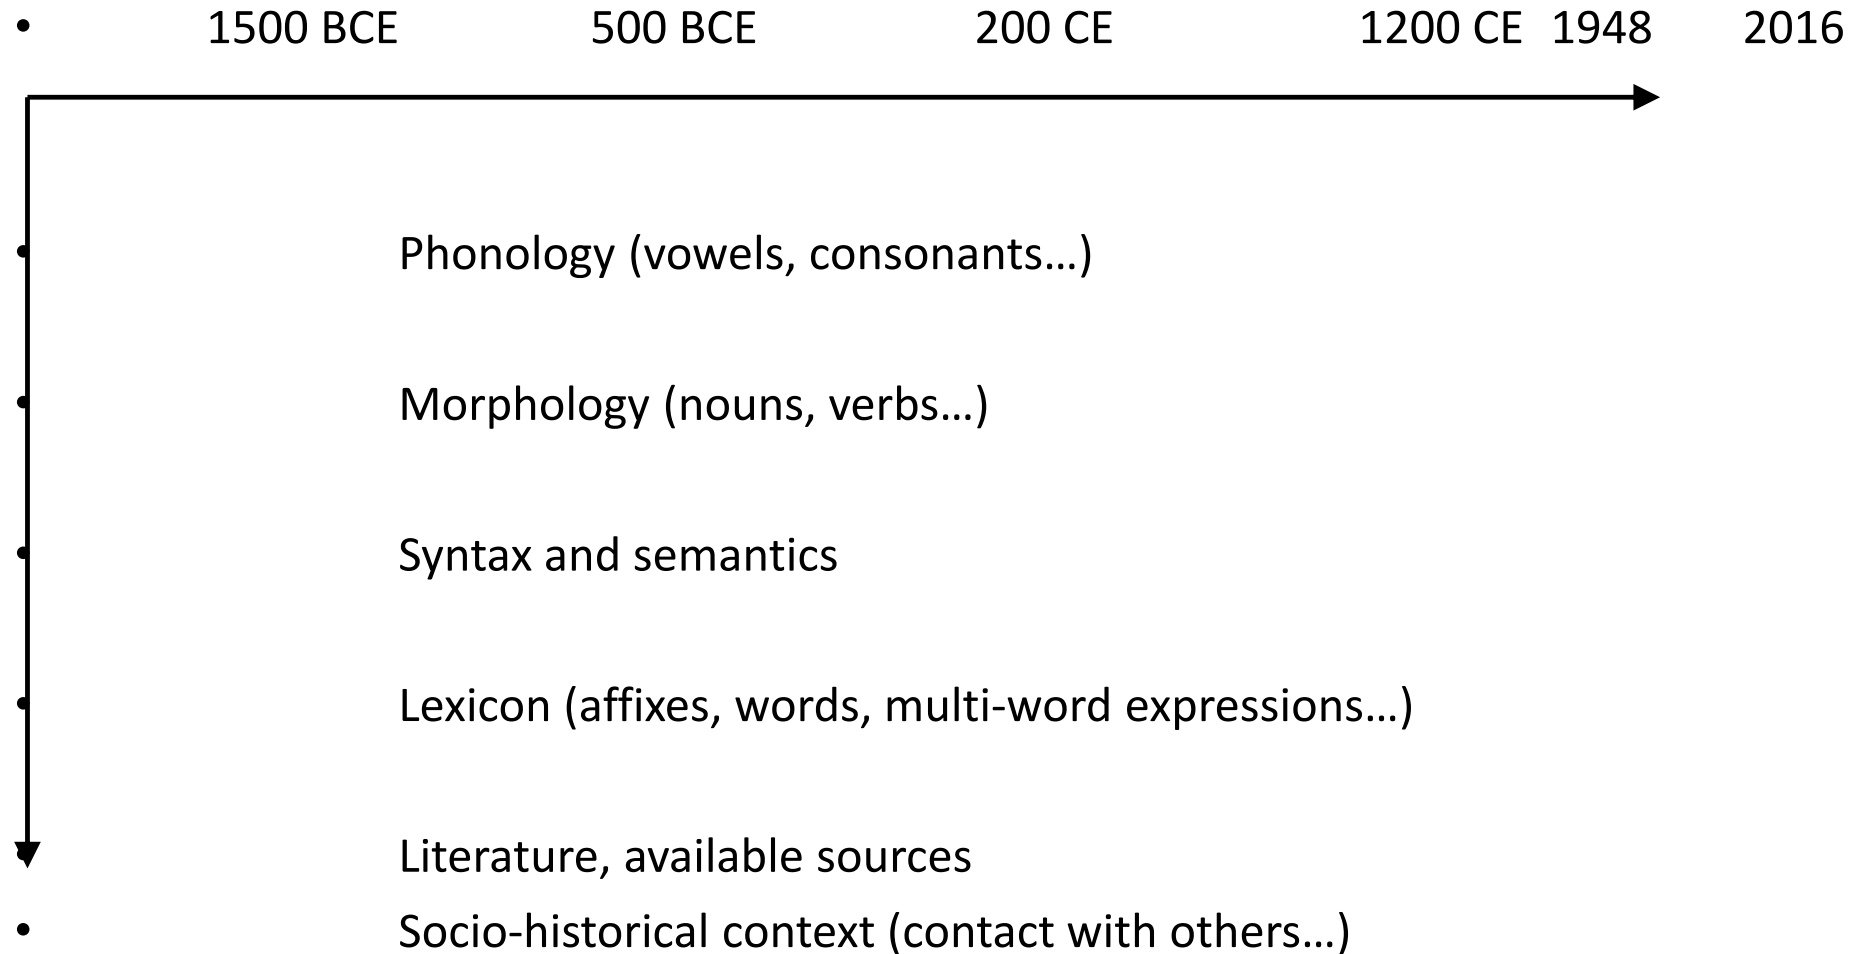 • 1500 BCE 500 BCE 200 CE 1200 CE 1948 2016
• Phonology (vowels, consonants…)
• Morphology (nouns, verbs…)
• Syntax and semantics
• Lexicon (affixes, words, multi-word expressions…)
• Literature, available sources
• Socio-historical context (contact with others…)